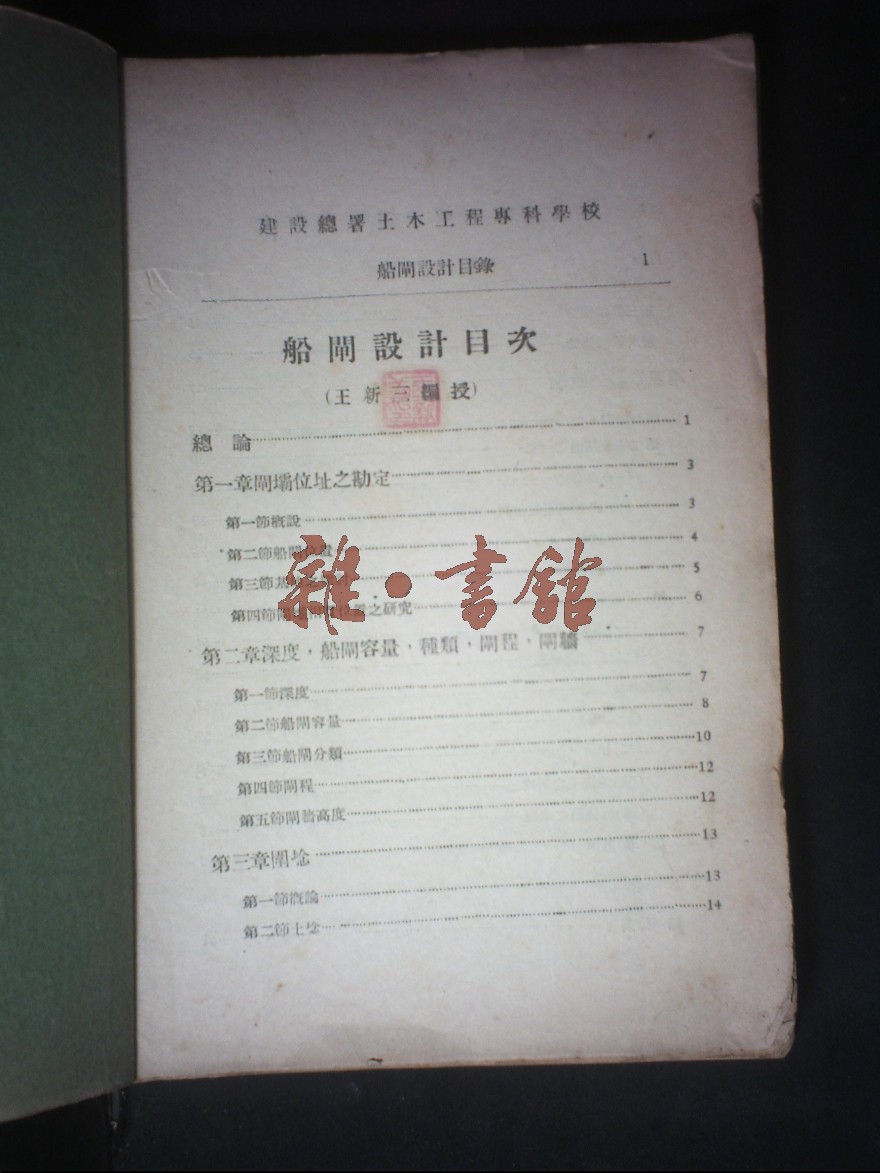 建設總署土木工程專科學校
船閘設計目錄 1
船閘設計目次
(王新三編授)
總論 1
第一章閘壩位址之勘定 3
第一節概說 3
第二節船閘位置 4
第三節 5
第四節 之研究 6
雜·書館
第二章深度,船閘容量,種類,閘程,閘牆 7
第一節深度 7
第二節船閘容量 8
第三節船閘分類 10
第四節閘程 12
第五節閘牆高度 12
第三章圍埝 13
第一節概論 13
第二節土埝 14